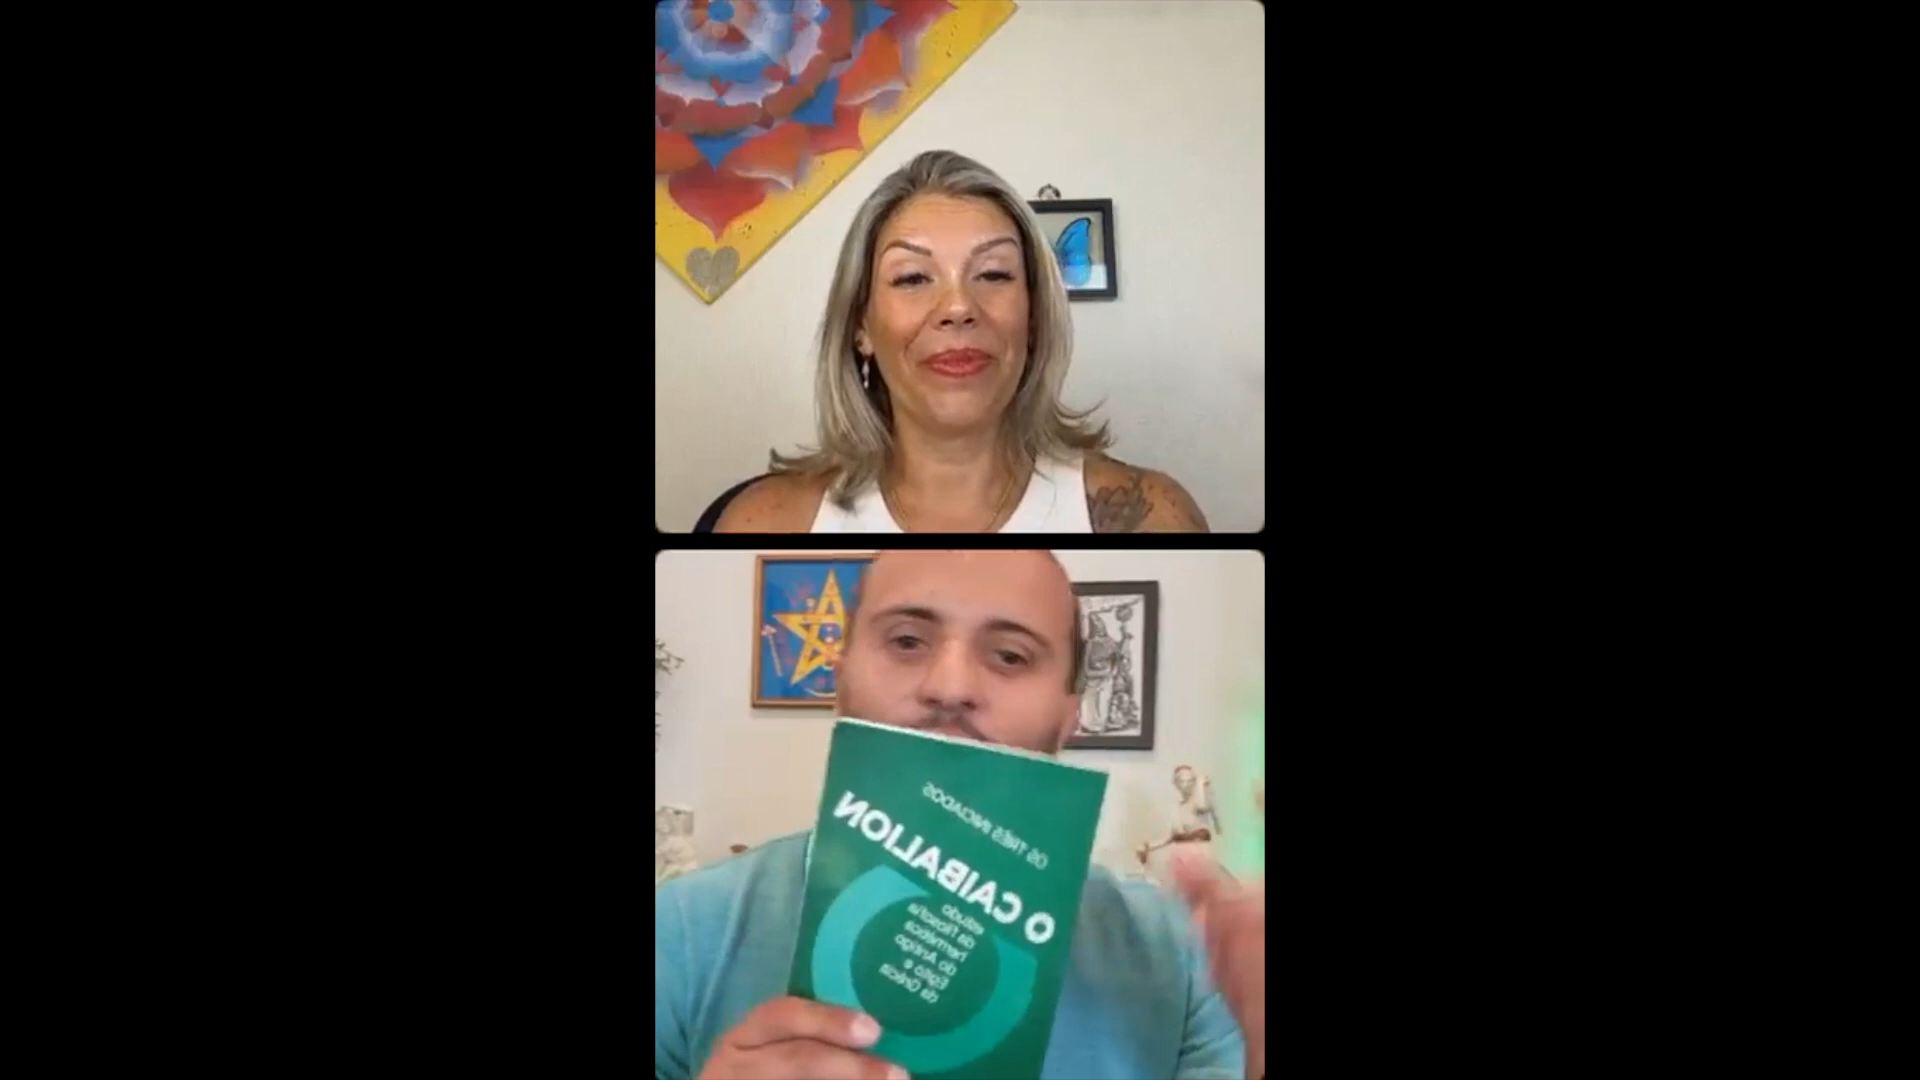 OS TRÊS INICIADOS
O CAIBALION
estudo
da filosofia
hermética
do Antigo
Egito e
da Grécia